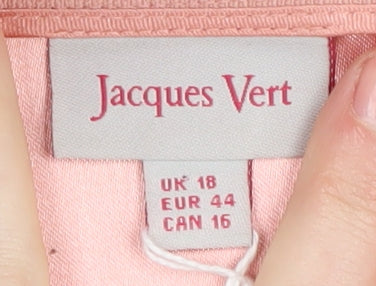 Jacques Vert
UK 18
EUR 44
CAN 16